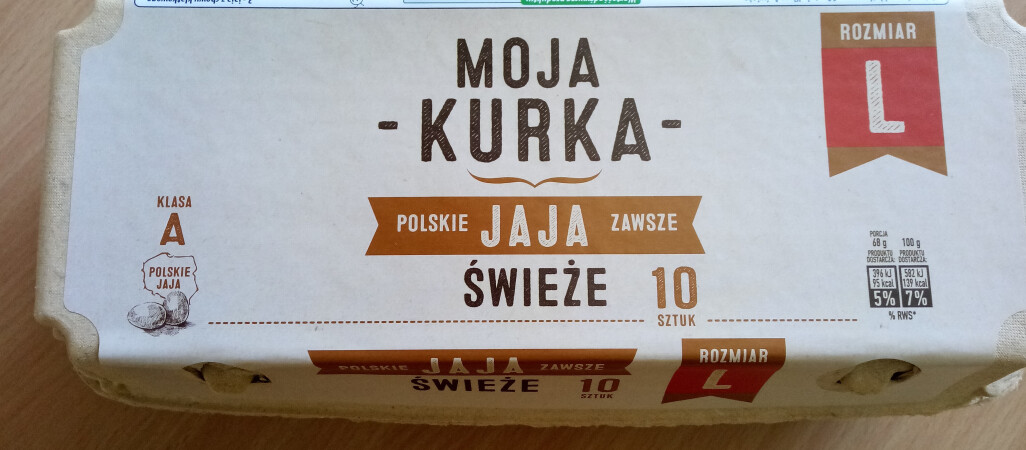 MOJA
- KURKA -
ROZMIAR
L
POLSKIE JAJA ZAWSZE
ŚWIEŻE
10
SZTUK
KLASA
A
POLSKIE
JAJA
PORCJA
68 g 100 g
PRODUKTU PRODUKTU
DOSTARCZA: DOSTARCZA:
396 kJ 582 kJ
95 kcal 139 kcal
5% 7%
% RWS*
POLSKIE JAJA ZAWSZE
ŚWIEŻE 10
SZTUK
ROZMIAR
L